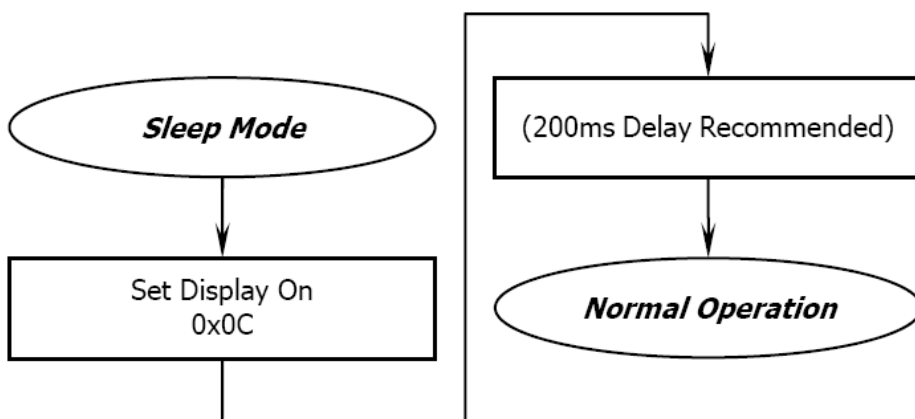 Sleep Mode
Set Display On
0x0C
(200ms Delay Recommended)
Normal Operation